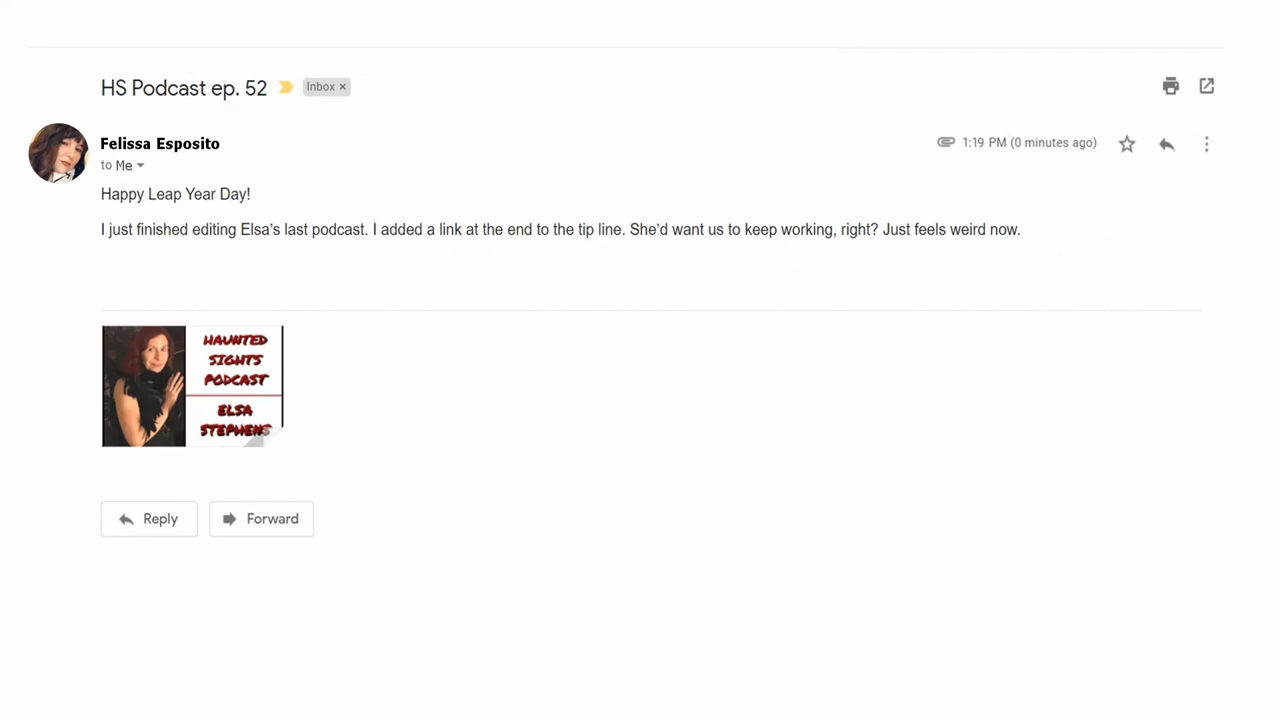 HS Podcast ep. 52
Inbox ×
Felissa Esposito
1:19 PM (0 minutes ago)
to Me
Happy Leap Year Day!
I just finished editing Elsa’s last podcast. I added a link at the end to the tip line. She’d want us to keep working, right? Just feels weird now.
HAUNTED
SIGHTS
PODCAST
ELSA
STEPHENS
Reply
Forward